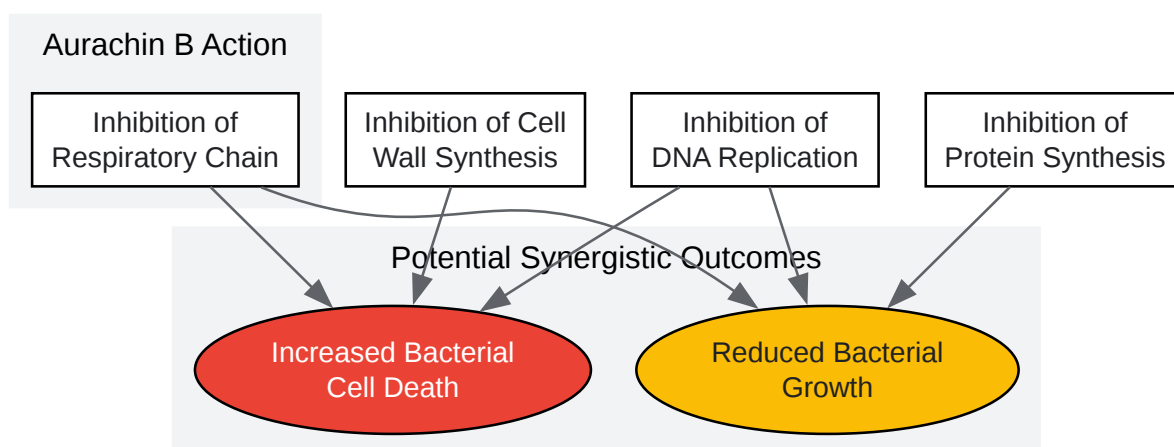 Aurachin B Action
Inhibition of
Respiratory Chain
Inhibition of Cell
Wall Synthesis
Inhibition of
DNA Replication
Inhibition of
Protein Synthesis
Potential Synergistic Outcomes
Increased Bacterial
Cell Death
Reduced Bacterial
Growth